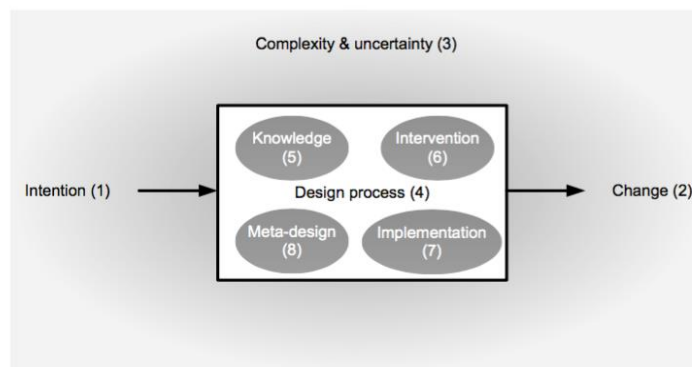 Complexity & uncertainty (3)
Knowledge
(5)
Intervention
(6)
Intention (1)
Design process (4)
Change (2)
Meta-design
(8)
Implementation
(7)